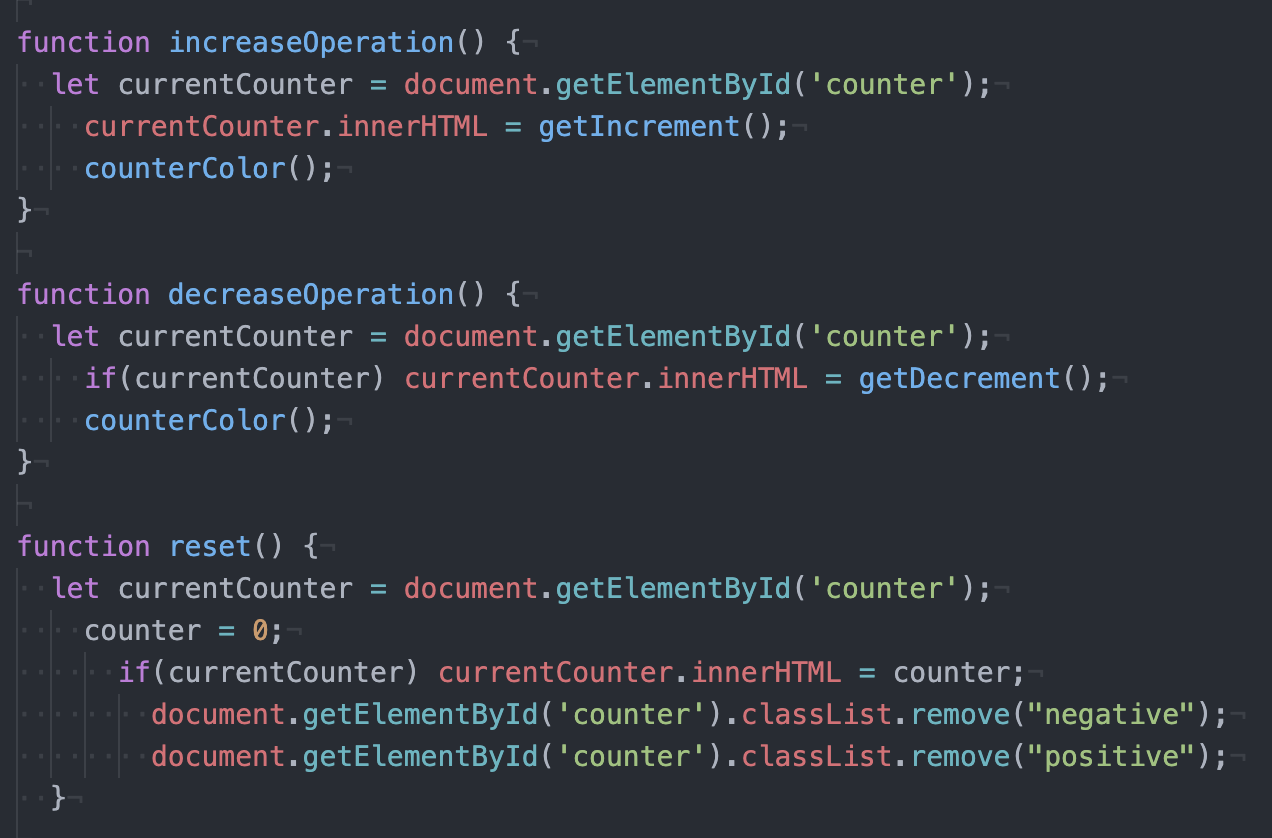 function increaseOperation() {
  let currentCounter = document.getElementById('counter');
    currentCounter.innerHTML = getIncrement();
    counterColor();
}

function decreaseOperation() {
  let currentCounter = document.getElementById('counter');
    if(currentCounter) currentCounter.innerHTML = getDecrement();
    counterColor();
}

function reset() {
  let currentCounter = document.getElementById('counter');
    counter = 0;
      if(currentCounter) currentCounter.innerHTML = counter;
        document.getElementById('counter').classList.remove("negative");
        document.getElementById('counter').classList.remove("positive");
  }